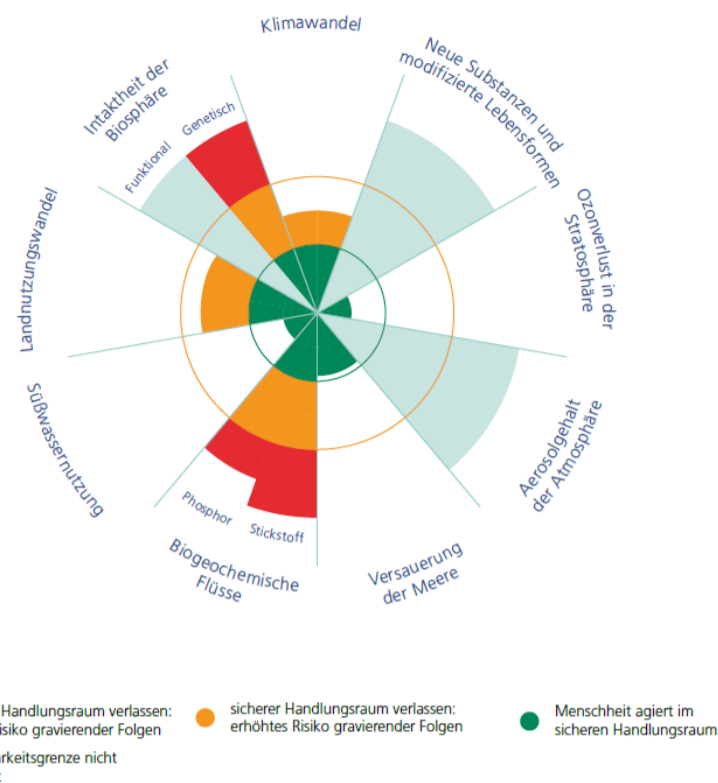 Klimawandel
Neue Substanzen und
modifizierte Lebensformen
Ozonverlust in der
Stratosphäre
Aerosolgehalt
der Atmosphäre
Versauerung
der Meere
Biogeochemische
Flüsse
Phosphor
Stickstoff
Süßwassernutzung
Landnutzungswandel
Intaktheit der
Biosphäre
Funktional
Genetisch
Handlungsraum verlassen:
gravierender Folgen
sicherer Handlungsraum verlassen:
erhöhtes Risiko gravierender Folgen
Menschheit agiert im
sicheren Handlungsraum
nicht